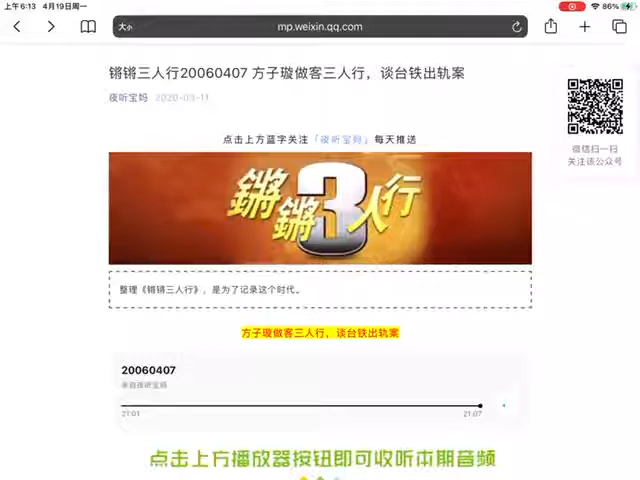 上午6:13 4月19日周一
86%
大小
mp.weixin.qq.com
锵锵三人行20060407 方子璇做客三人行，谈台铁出轨案
夜听宝妈 2020-03-11
微信扫一扫
关注该公众号
点击上方蓝字关注「夜听宝妈」每天推送
鏘鏘3人行
整理《锵锵三人行》，是为了记录这个时代。
方子璇做客三人行，谈台铁出轨案
20060407
来自夜听宝妈
21:01
21:07
点击上方播放器按钮即可收听本期音频